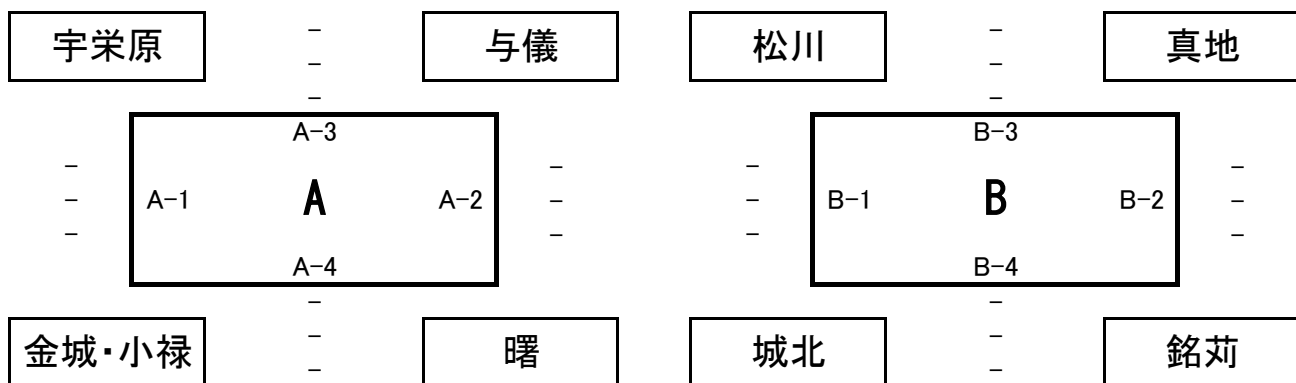 宇栄原 － 与儀 松川 － 真地
－ －
－ －
A-3 B-3
－ － － －
－ A-1 A A-2 － － B-1 B B-2 －
－ － － －
A-4 B-4
－ －
金城・小禄 － 曙 城北 － 銘苅
－ －